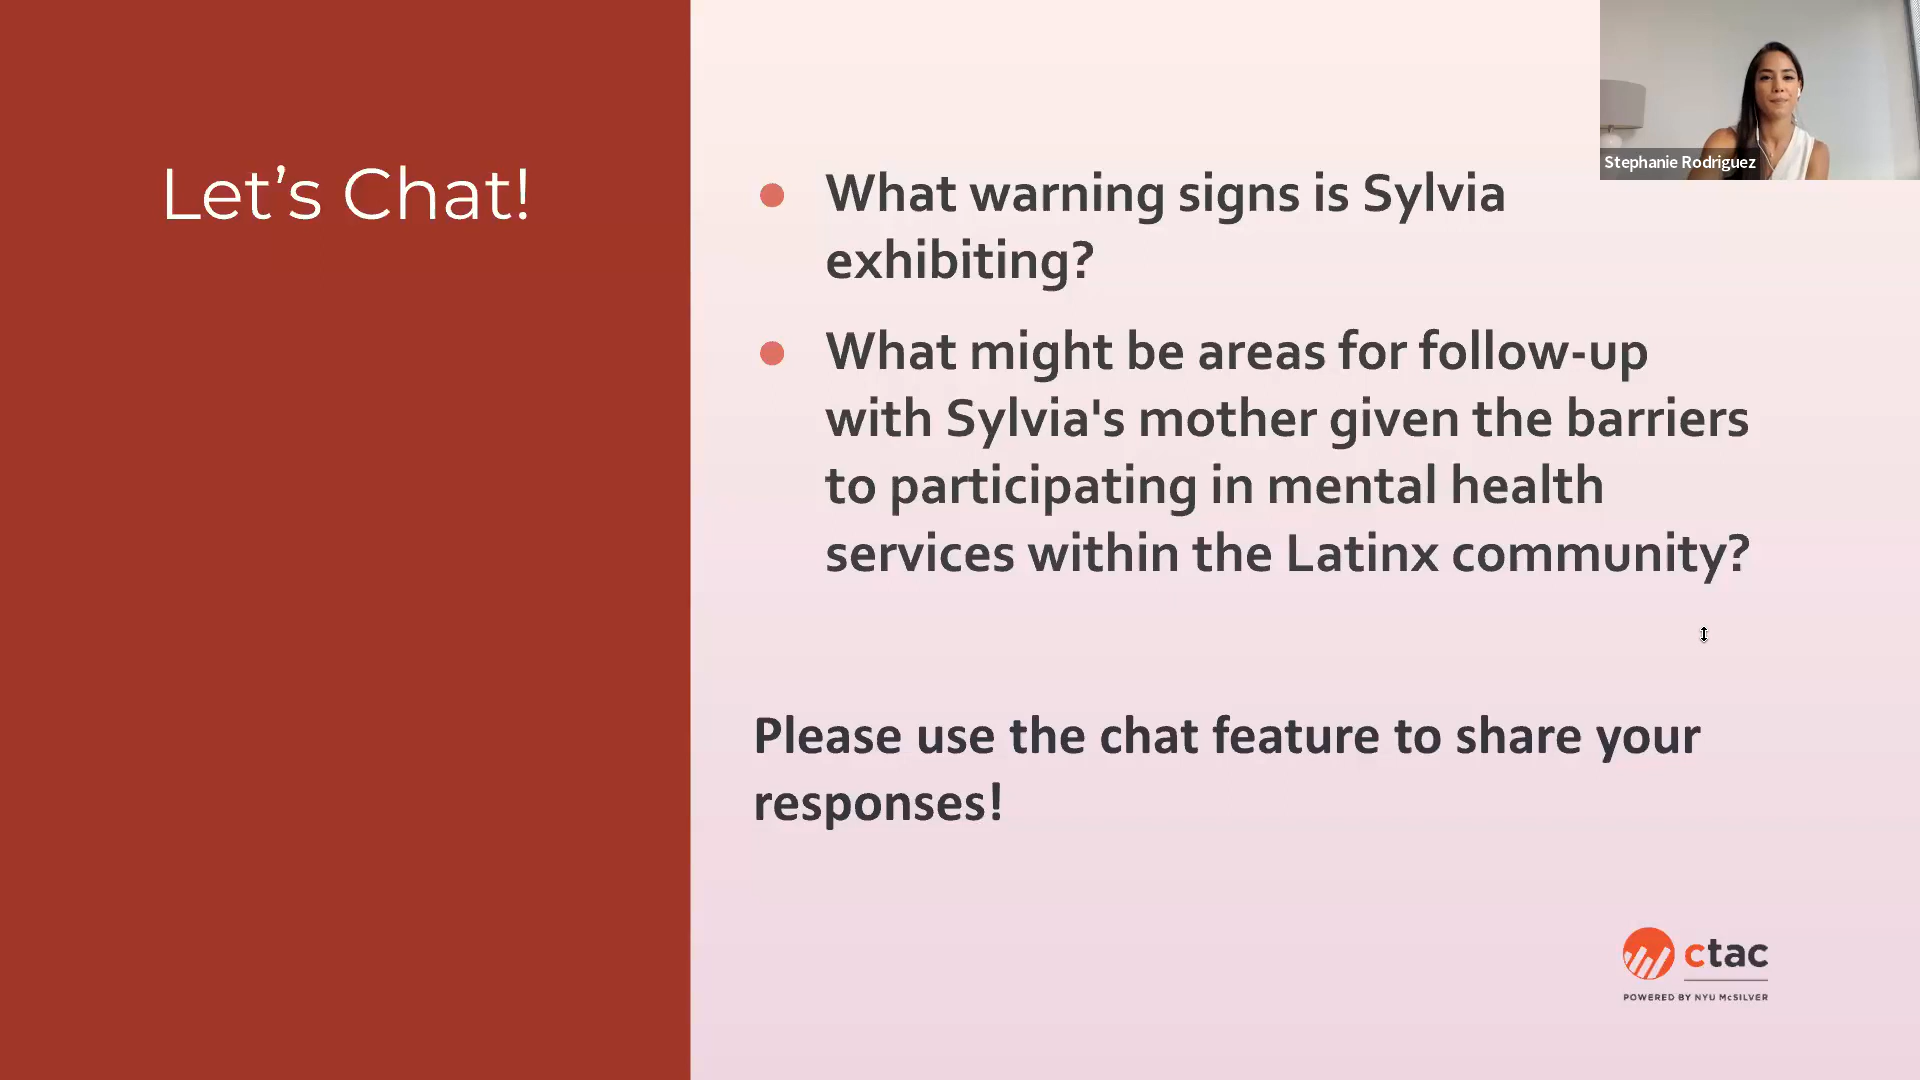 Let’s Chat!
Stephanie Rodriguez
What warning signs is Sylvia
exhibiting?
What might be areas for follow-up
with Sylvia's mother given the barriers
to participating in mental health
services within the Latinx community?
Please use the chat feature to share your
responses!
ctac
POWERED BY NYU McSILVER